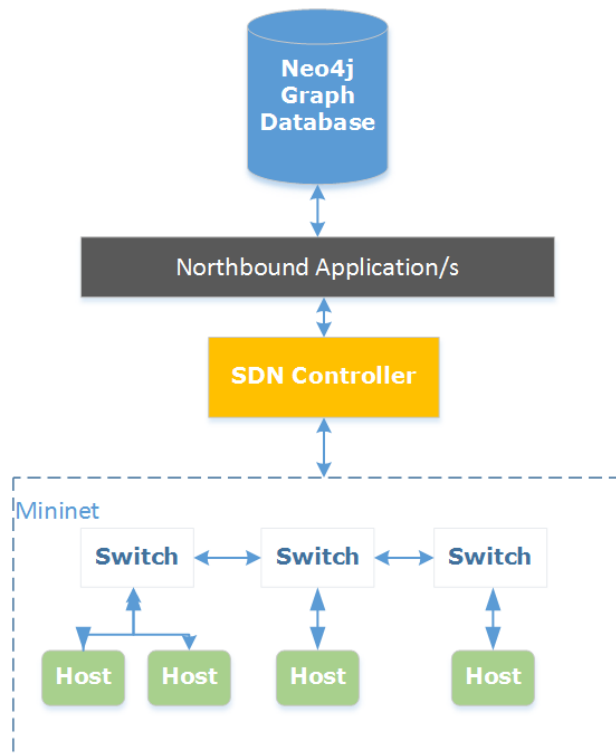 Neo4j
Graph
Database
Northbound Application/s
SDN Controller
Mininet
Switch Switch Switch
Host Host Host Host